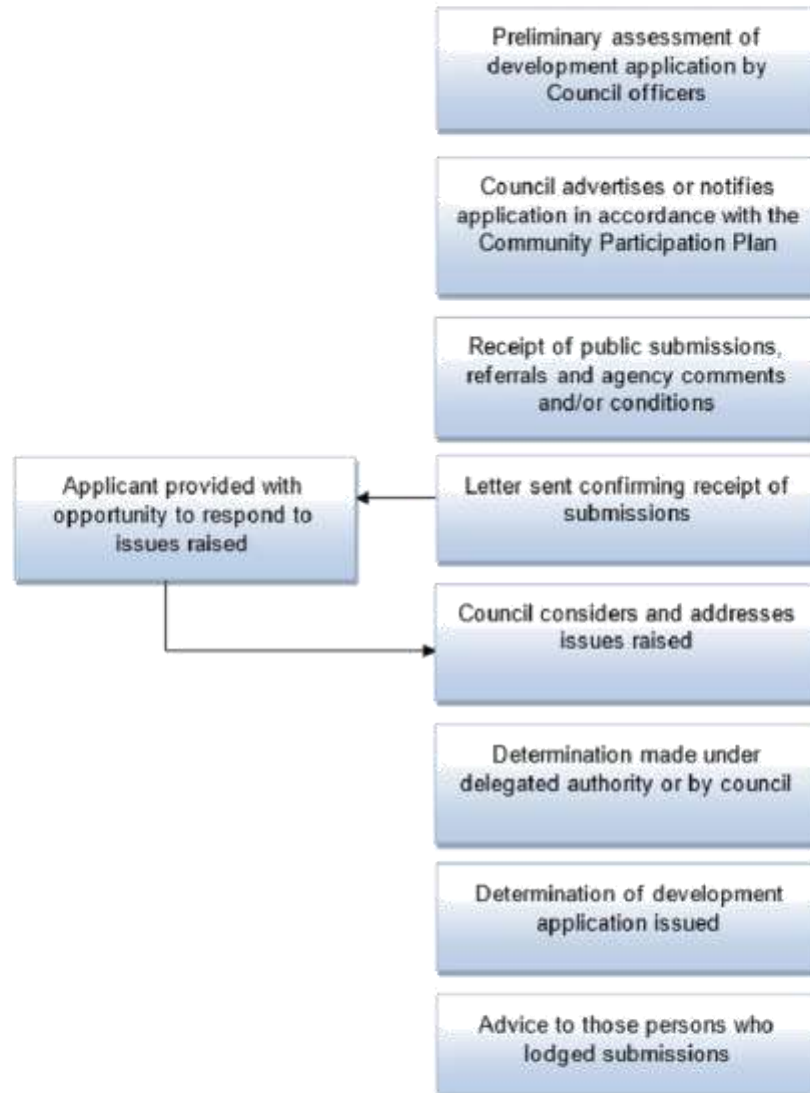 Preliminary assessment of
development application by
Council officers
Council advertises or notifies
application in accordance with the
Community Participation Plan
Receipt of public submissions,
referrals and agency comments
and/or conditions
Letter sent confirming receipt of
submissions
Applicant provided with
opportunity to respond to
issues raised
Council considers and addresses
issues raised
Determination made under
delegated authority or by council
Determination of development
application issued
Advice to those persons who
lodged submissions